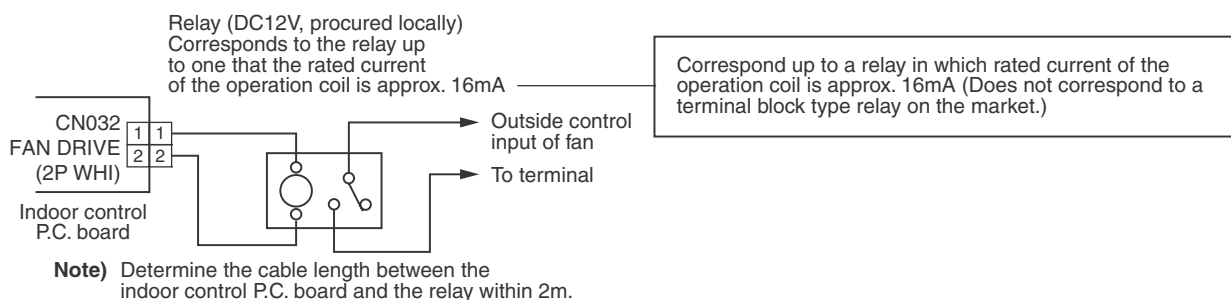 Relay (DC12V, procured locally)
Corresponds to the relay up
to one that the rated current
of the operation coil is approx. 16mA
Correspond up to a relay in which rated current of the
operation coil is approx. 16mA (Does not correspond to a
terminal block type relay on the market.)
CN032
FAN DRIVE
(2P WHI)
1 1
2 2
Outside control
input of fan
To terminal
Indoor control
P.C. board
Note) Determine the cable length between the
indoor control P.C. board and the relay within 2m.